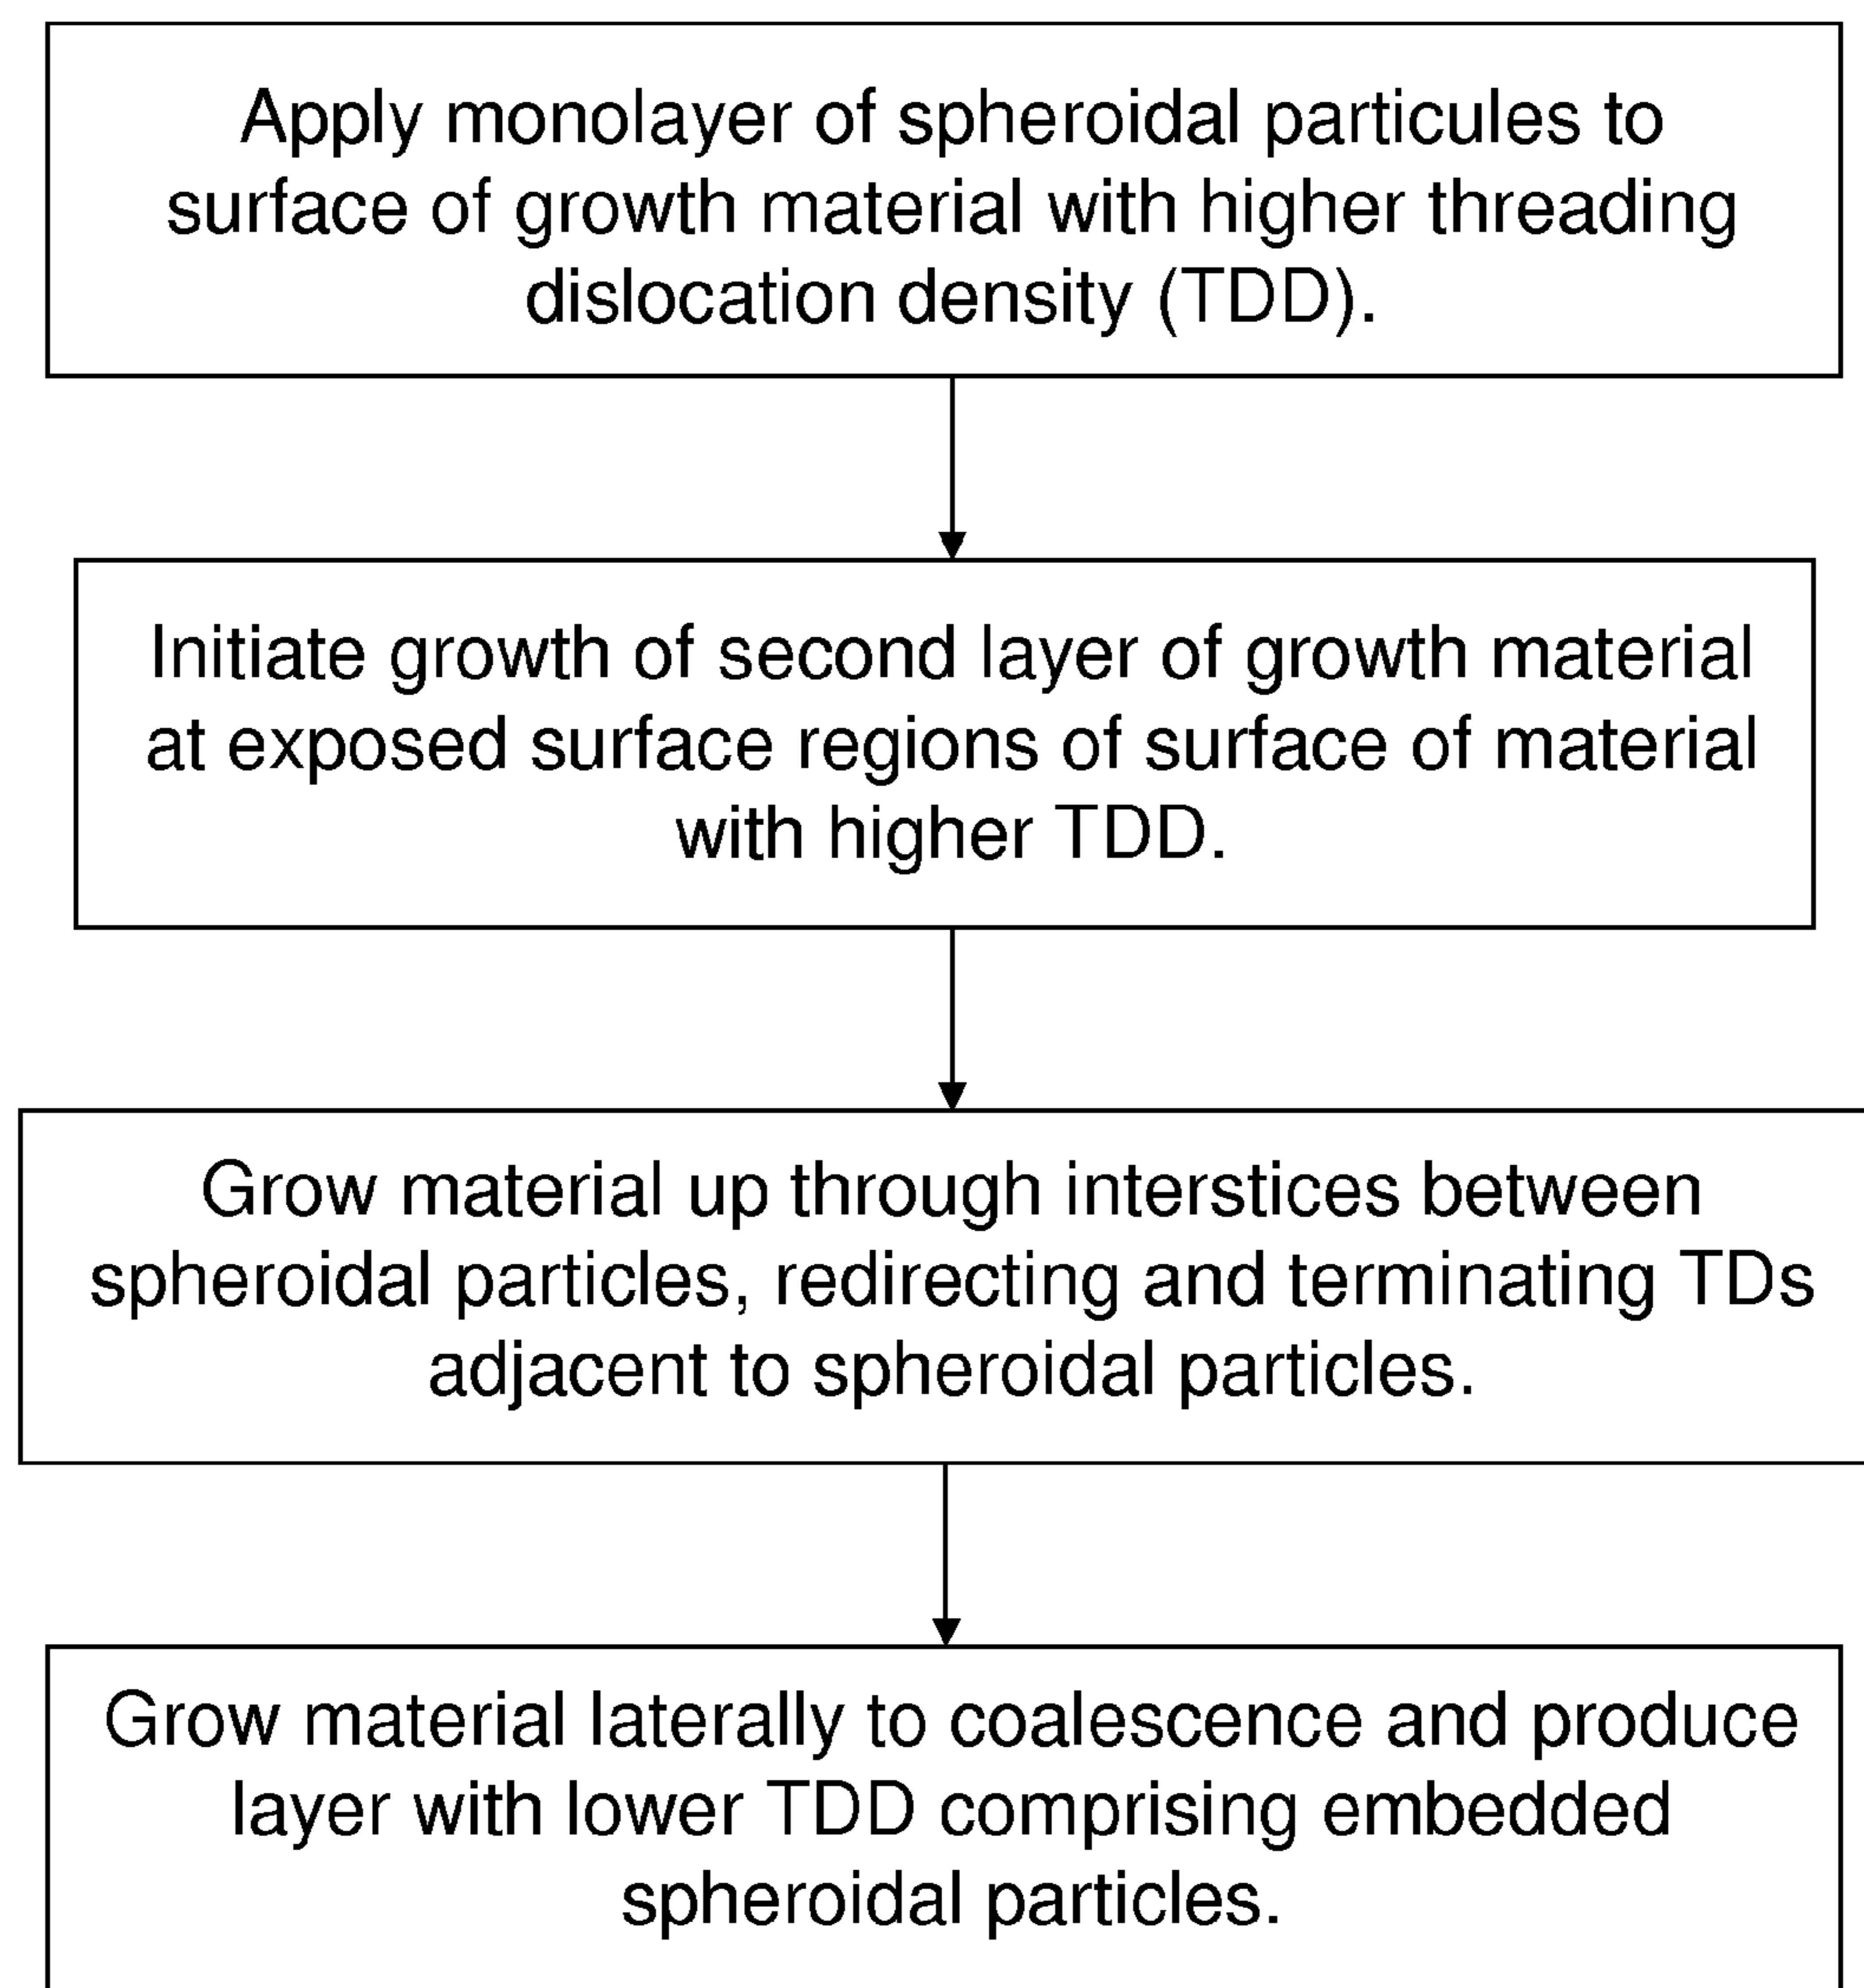 Apply monolayer of spheroidal particules to
surface of growth material with higher threading
dislocation density (TDD).
Initiate growth of second layer of growth material
at exposed surface regions of surface of material
with higher TDD.
Grow material up through interstices between
spheroidal particles, redirecting and terminating TDs
adjacent to spheroidal particles.
Grow material laterally to coalescence and produce
layer with lower TDD comprising embedded
spheroidal particles.